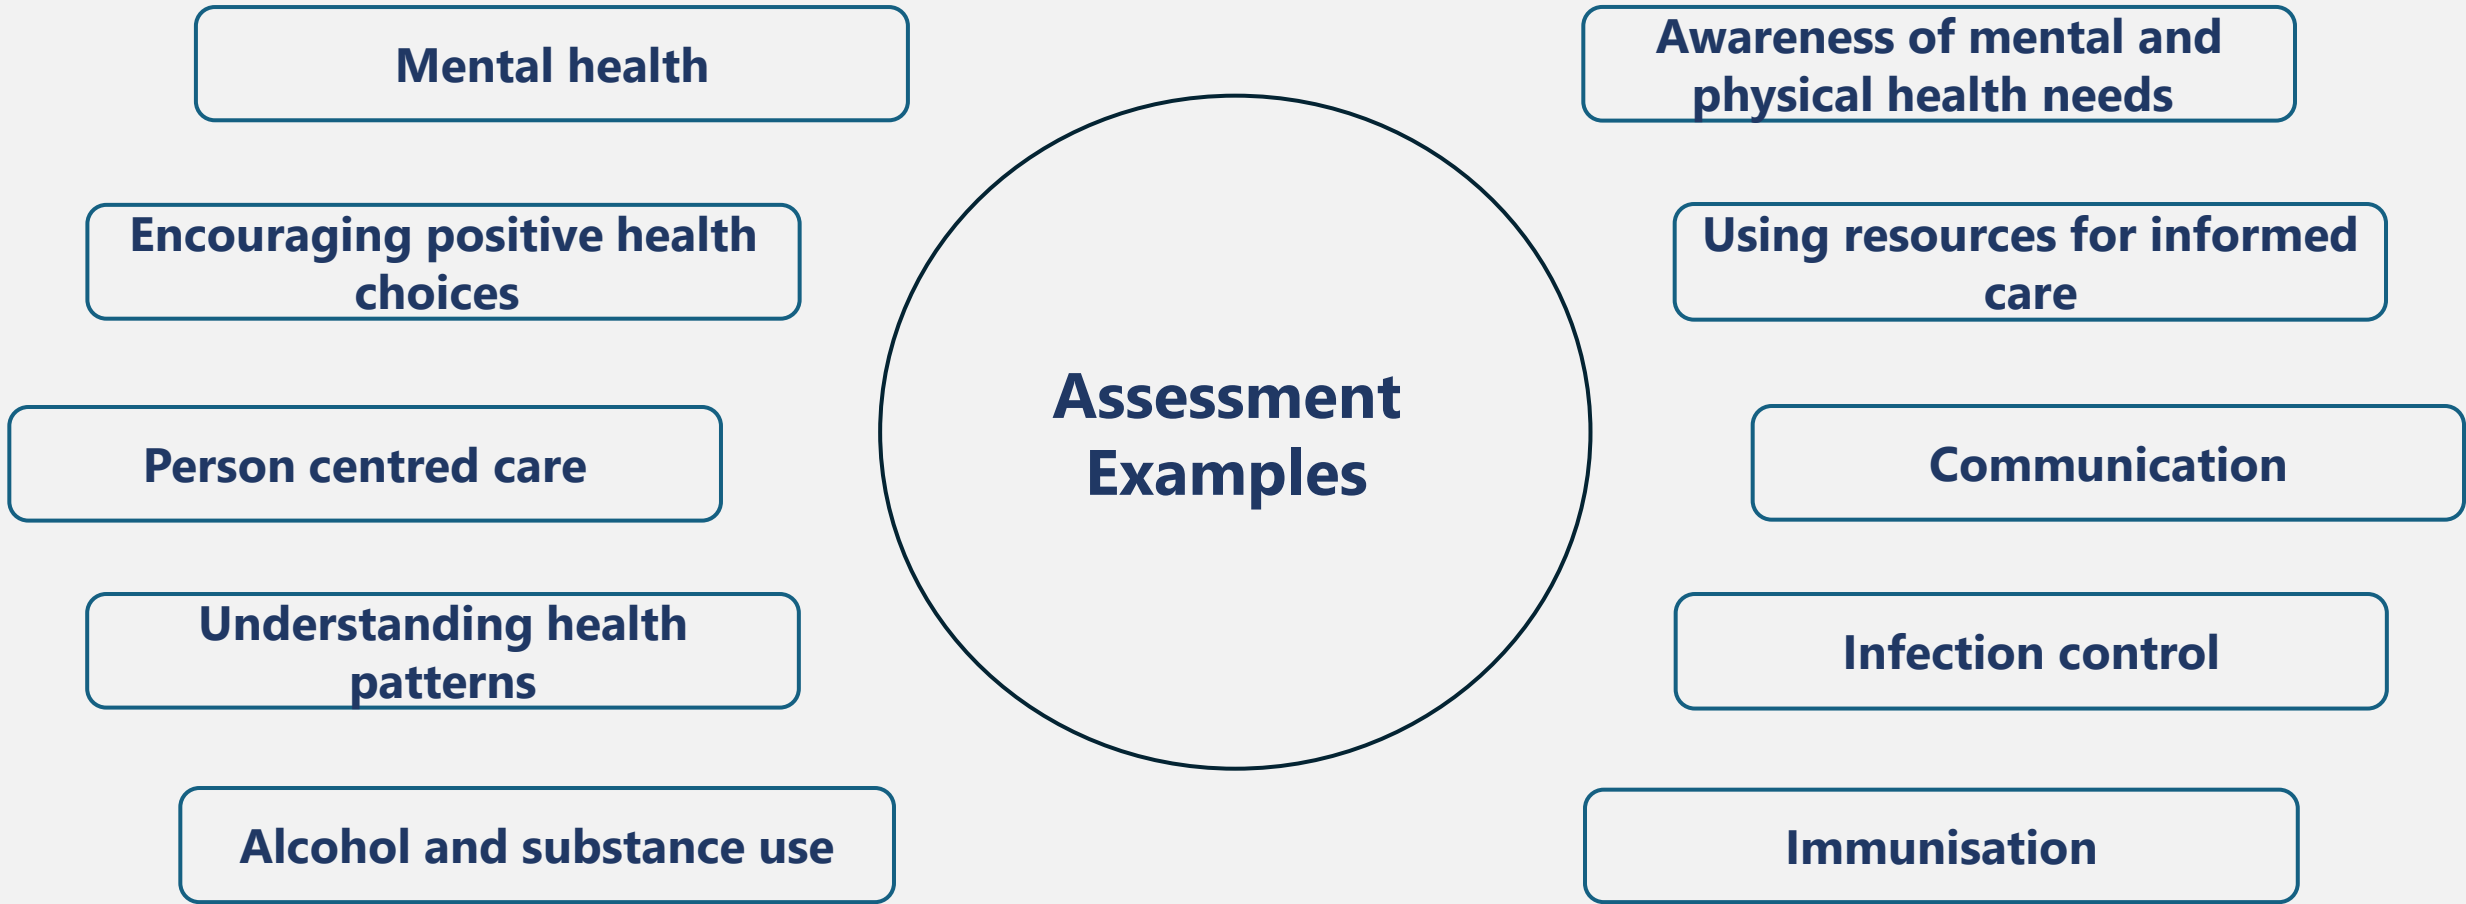 Mental health
Encouraging positive health
choices
Person centred care
Understanding health
patterns
Alcohol and substance use
Assessment
Examples
Awareness of mental and
physical health needs
Using resources for informed
care
Communication
Infection control
Immunisation